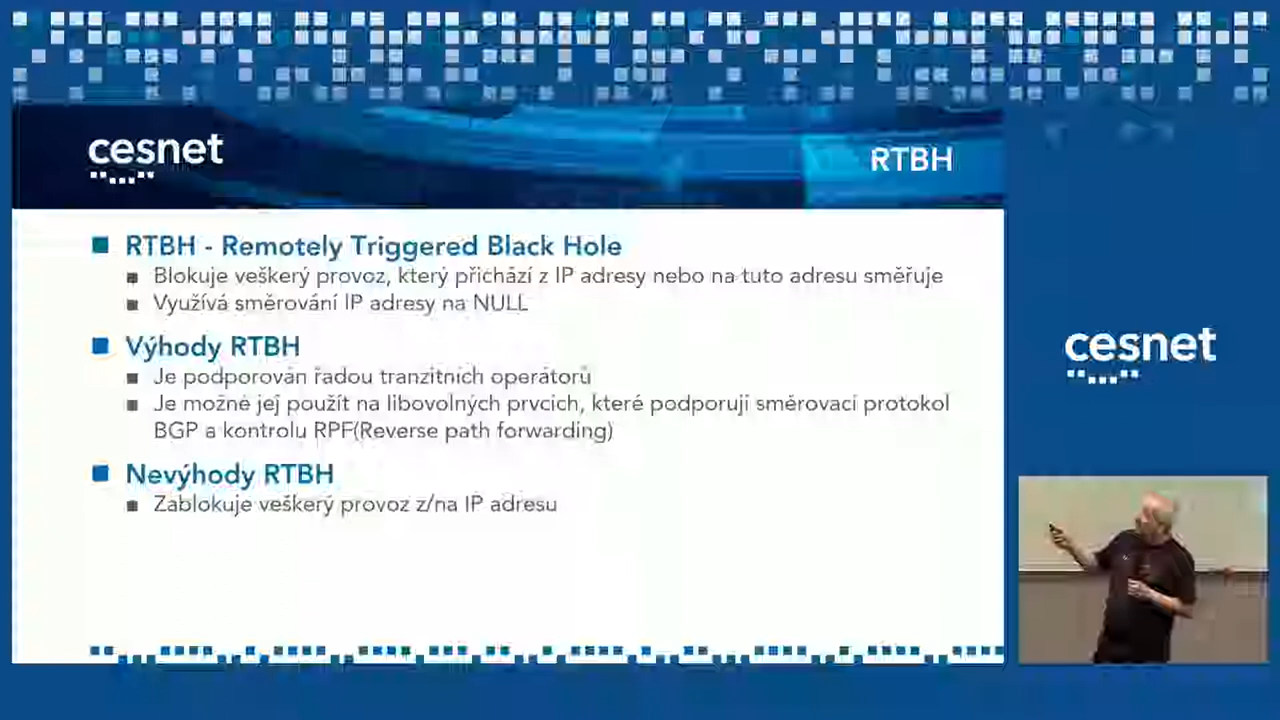 cesnet
RTBH
RTBH - Remotely Triggered Black Hole
Blokuje veškerý provoz, který přichází z IP adresy nebo na tuto adresu směřuje
Využívá směrování IP adresy na NULL
Výhody RTBH
Je podporován řadou tranzitních operátorů
Je možné jej použít na libovolných prvcích, které podporují směrovací protokol
BGP a kontrolu RPF(Reverse path forwarding)
Nevýhody RTBH
Zablokuje veškerý provoz z/na IP adresu
cesnet